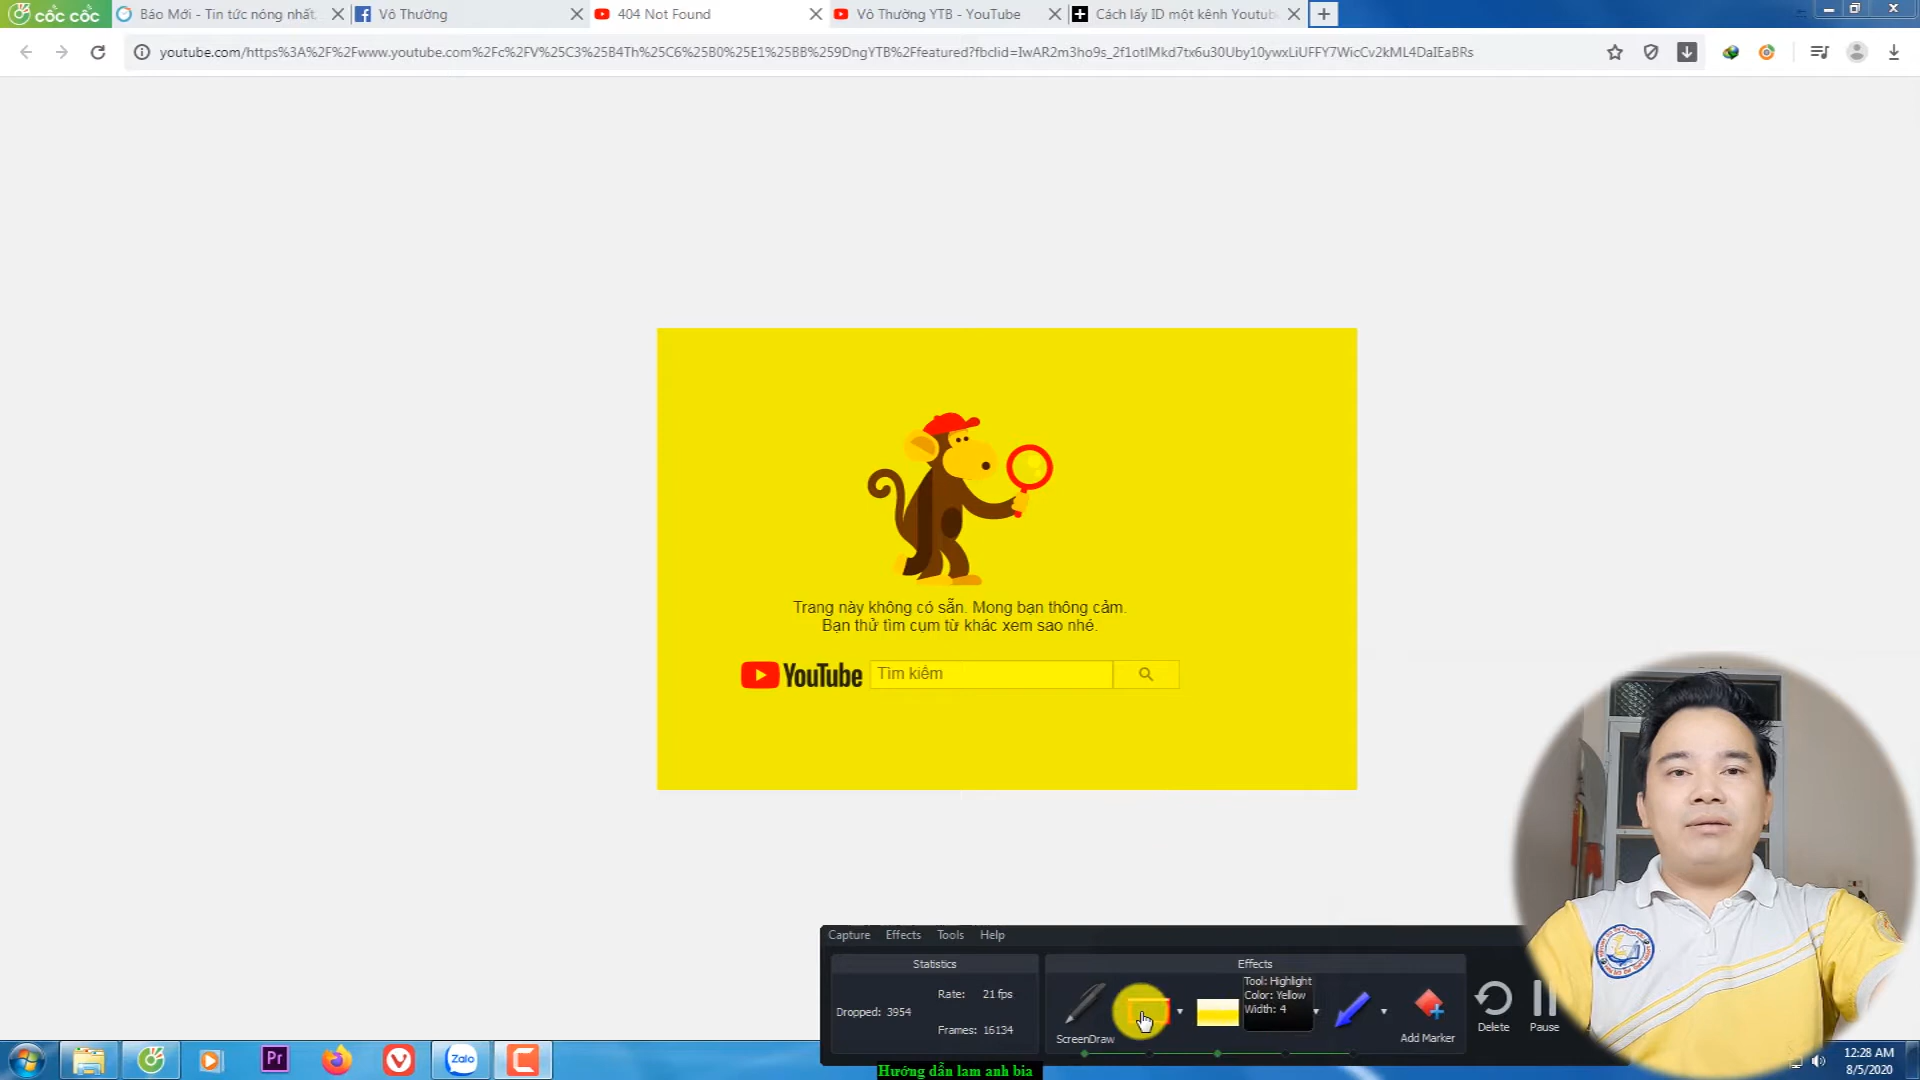 cốc cốc
Báo Mới - Tin tức nóng nhất
Vô Thường
404 Not Found
Vô Thường YTB - YouTube
Cách lấy ID một kênh Youtub
youtube.com/https%3A%2F%2Fwww.youtube.com%2Fc%2FV%25C3%25B4Th%25C6%25B0%25E1%25BB%259DngYTB%2Ffeatured?fbclid=IwAR2m3ho9s_2f1otIMkd7tx6u30Uby10ywxLiUFFY7WicCv2kML4DaIEaBRs
Trang này không có sẵn. Mong bạn thông cảm.
Bạn thử tìm cụm từ khác xem sao nhé.
YouTube
Tìm kiếm
Capture Effects Tools Help
Statistics
Effects
Rate: 21 fps
Dropped: 3954
Frames: 16134
Tool: Highlight
Color: Yellow
Width: 4
ScreenDraw
Add Marker
Delete
Pause
Pr
Zalo
Hướng dẫn lam anh bia
12:28 AM
8/5/2020